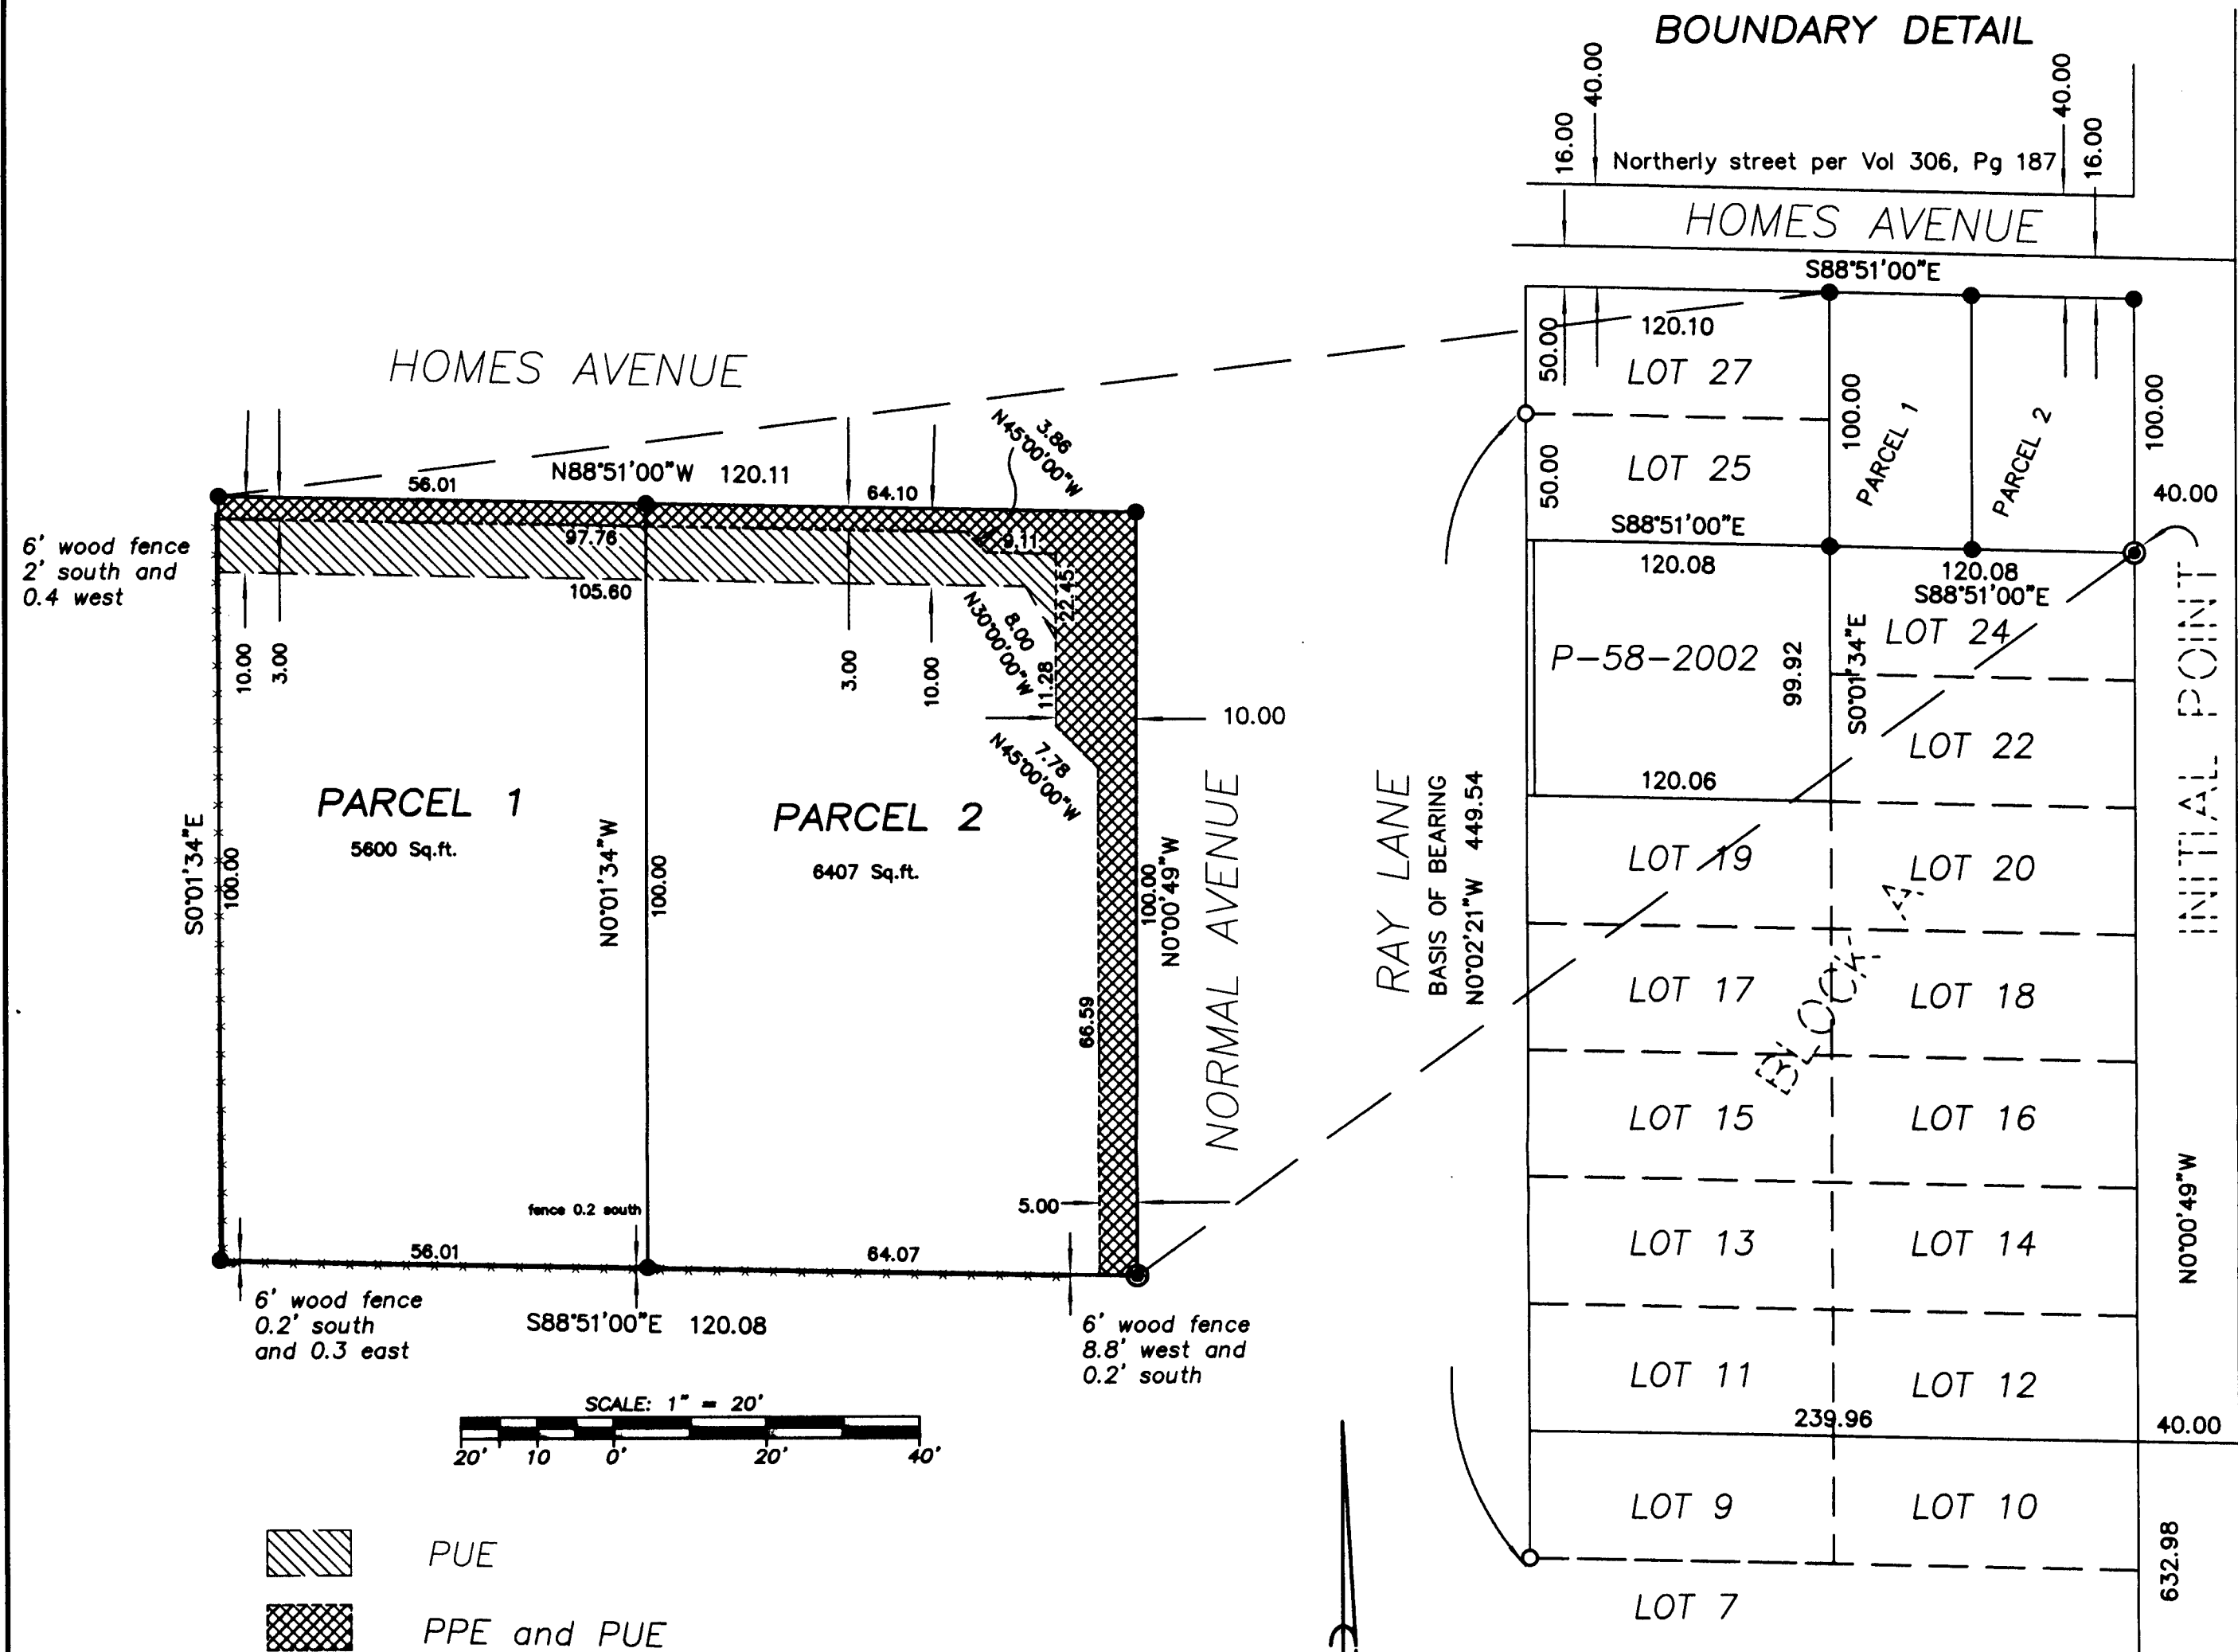 BOUNDARY DETAIL
40.00
40.00
16.00
16.00
Northerly street per Vol 306, Pg 187
HOMES AVENUE
S88°51'00"E
120.10
50.00
LOT 27
50.00
LOT 25
100.00
PARCEL 1
PARCEL 2
100.00
40.00
S88°51'00"E
120.08
120.08
S88°51'00"E
P-58-2002
99.92
S0°01'34"E
120.06
LOT 24
LOT 22
LOT 19
LOT 20
LOT 17
LOT 18
BLOCK A
LOT 15
LOT 16
LOT 13
LOT 14
LOT 11
LOT 12
239.96
40.00
LOT 9
LOT 10
LOT 7
INITIAL POINT
N0°00'49"W
632.98
RAY LANE
BASIS OF BEARING
N0°02'21"W 449.54
HOMES AVENUE
N88°51'00"W 120.11
56.01
64.10
3.86
N45°00'00"W
97.76
9.11
105.60
22.45
8.00
N30°00'00"W
11.28
10.00
3.00
3.00
10.00
10.00
7.78
N45°00'00"W
6' wood fence
2' south and
0.4 west
PARCEL 1
5600 Sq.ft.
PARCEL 2
6407 Sq.ft.
S0°01'34"E
100.00
N0°01'34"W
100.00
100.00
N0°00'49"W
NORMAL AVENUE
66.59
5.00
fence 0.2 south
56.01
64.07
6' wood fence
0.2' south
and 0.3 east
S88°51'00"E 120.08
6' wood fence
8.8' west and
0.2' south
SCALE: 1" = 20'
20' 10 0' 20' 40'
PUE
PPE and PUE